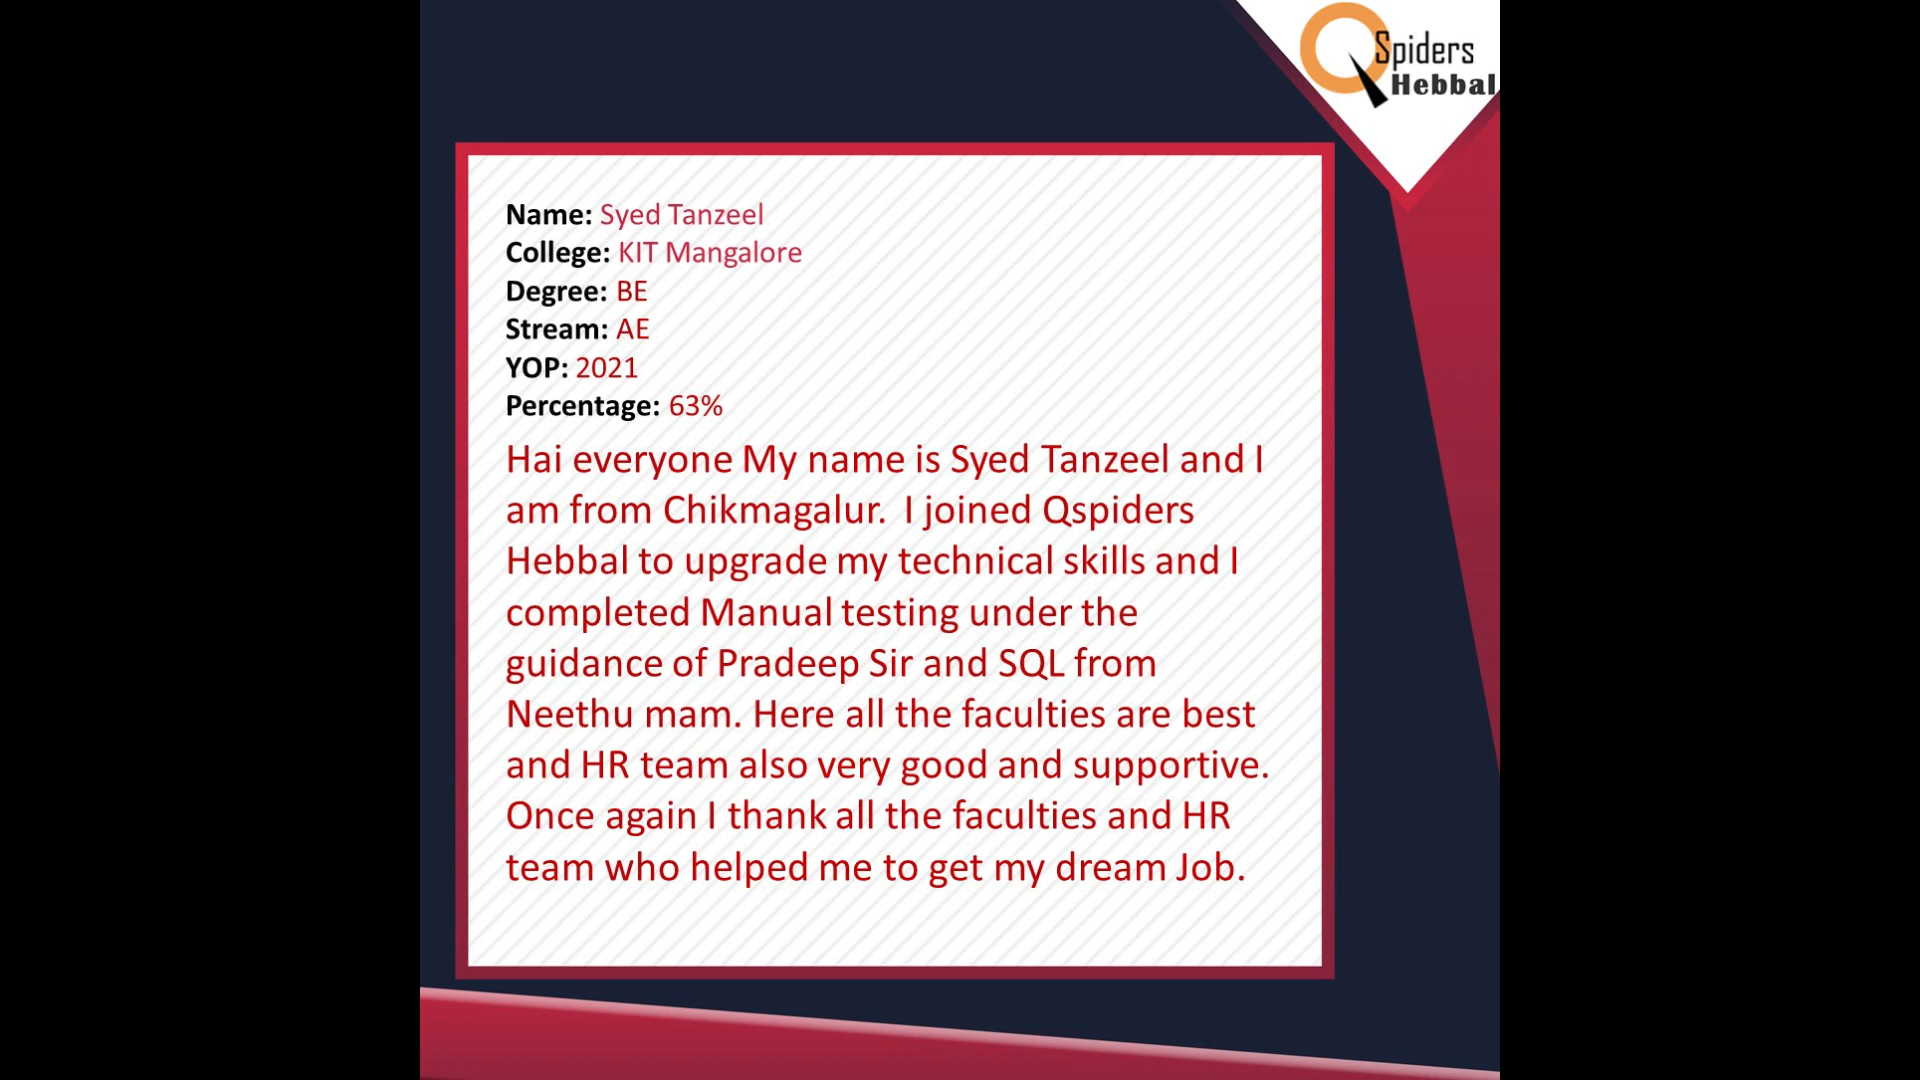 QSpiders
Hebbal
Name: Syed Tanzeel
College: KIT Mangalore
Degree: BE
Stream: AE
YOP: 2021
Percentage: 63%
Hai everyone My name is Syed Tanzeel and I
am from Chikmagalur.  I joined Qspiders
Hebbal to upgrade my technical skills and I
completed Manual testing under the
guidance of Pradeep Sir and SQL from
Neethu mam. Here all the faculties are best
and HR team also very good and supportive.
Once again I thank all the faculties and HR
team who helped me to get my dream Job.